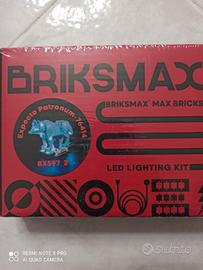 BRIKSMAX
BRIKSMAX® MAX BRICKS
Expecto Patronum-76414
BX597 2
LED LIGHTING KIT
REDMI NOTE 8 PRO
AI QUAD CAMERA
Subito